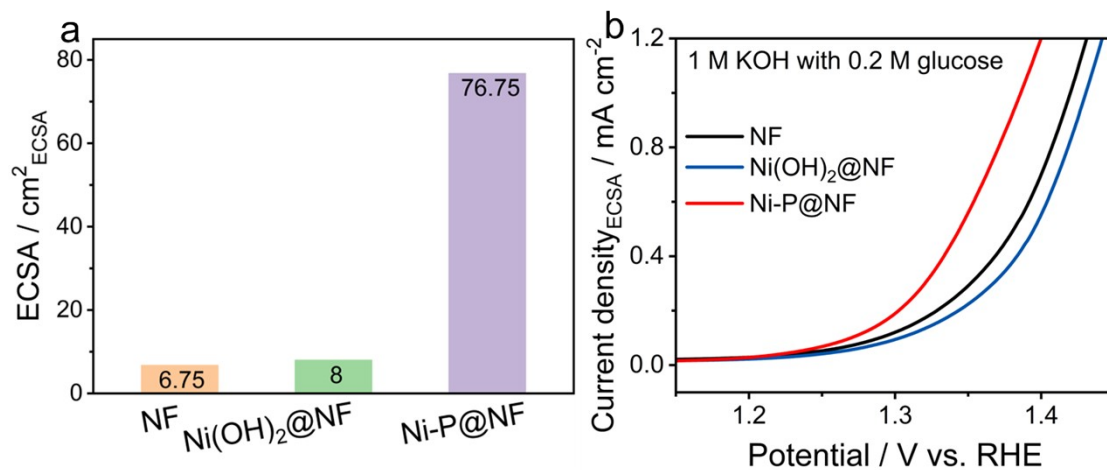 a
ECSA / cm²ECSA
80
60
40
20
0
6.75
8
76.75
NF
Ni(OH)₂@NF
Ni-P@NF
b
Current densityECSA / mA cm⁻²
1.2
0.8
0.4
0.0
1 M KOH with 0.2 M glucose
NF
Ni(OH)₂@NF
Ni-P@NF
1.2
1.3
1.4
Potential / V vs. RHE